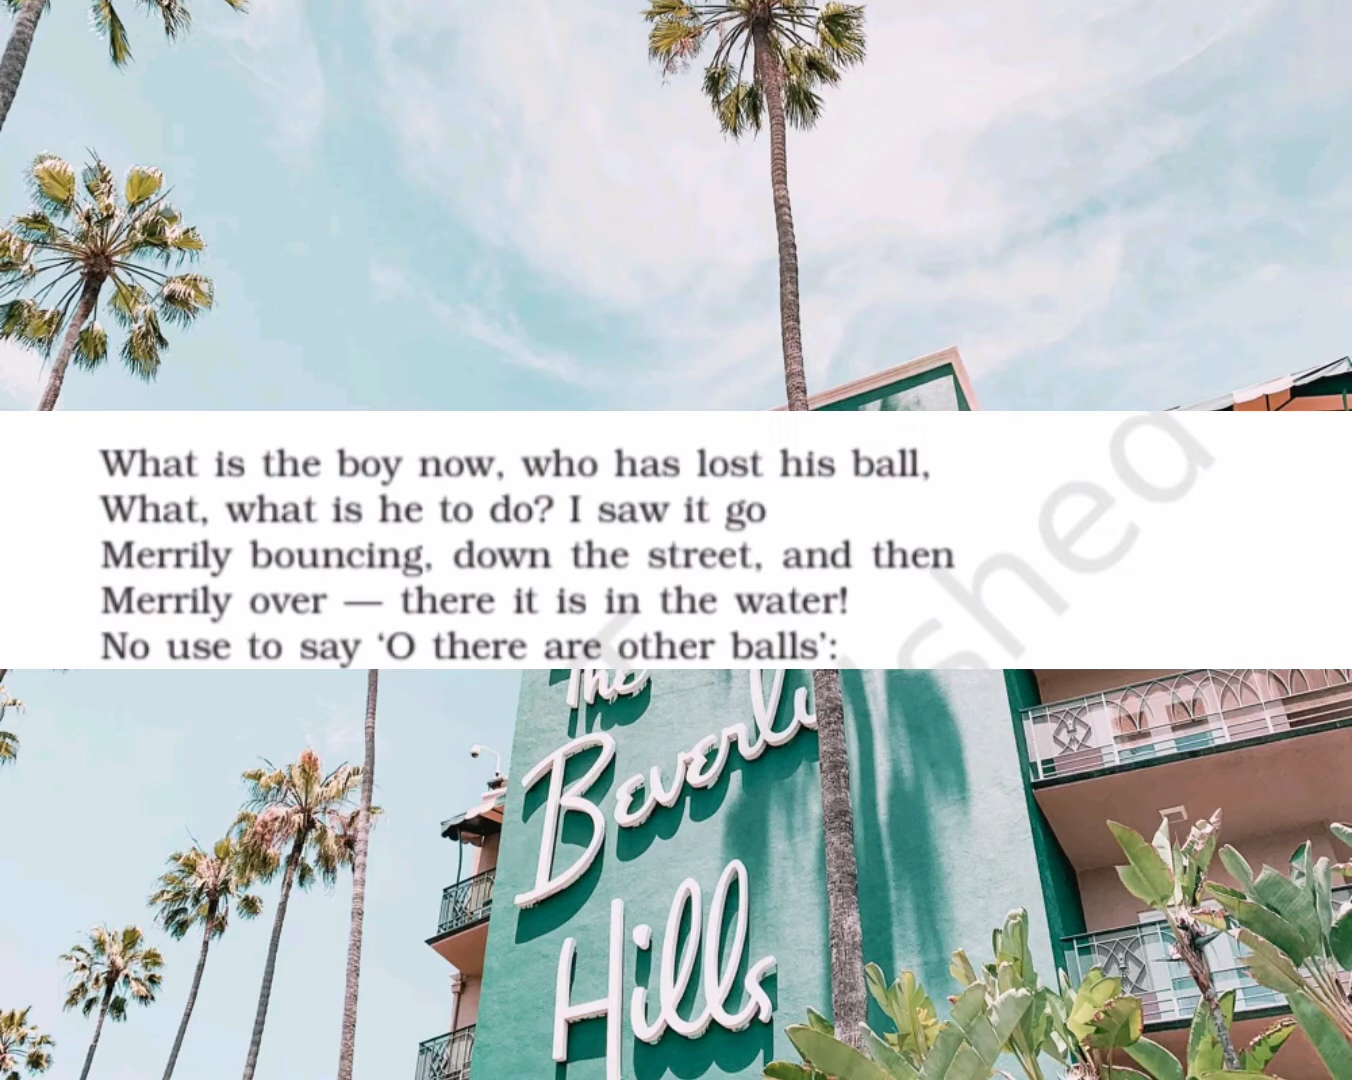 What is the boy now, who has lost his ball,
What, what is he to do? I saw it go
Merrily bouncing, down the street, and then
Merrily over — there it is in the water!
No use to say ‘O there are other balls’:
The
Beverl
Hills